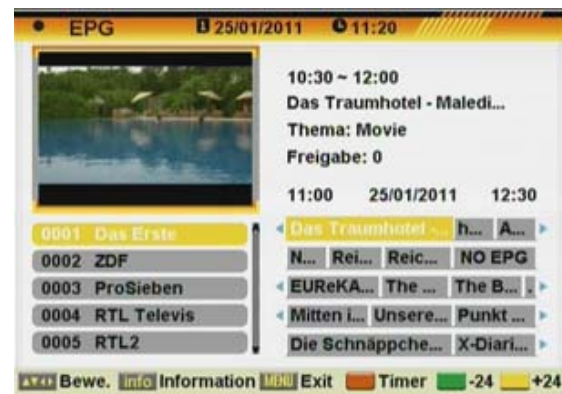 EPG 25/01/2011 11:20
10:30 ~ 12:00
Das Traumhotel - Maledi...
Thema: Movie
Freigabe: 0
11:00 25/01/2011 12:30
0001 Das Erste
Das Traumhotel -... h... A...
0002 ZDF
N... Rei... Reic... NO EPG
0003 ProSieben
EUReKA... The ... The B... .
0004 RTL Televis
Mitten i... Unsere... Punkt ...
0005 RTL2
Die Schnäppche... X-Diari...
Bewe. Info Information MENU Exit Timer -24 +24